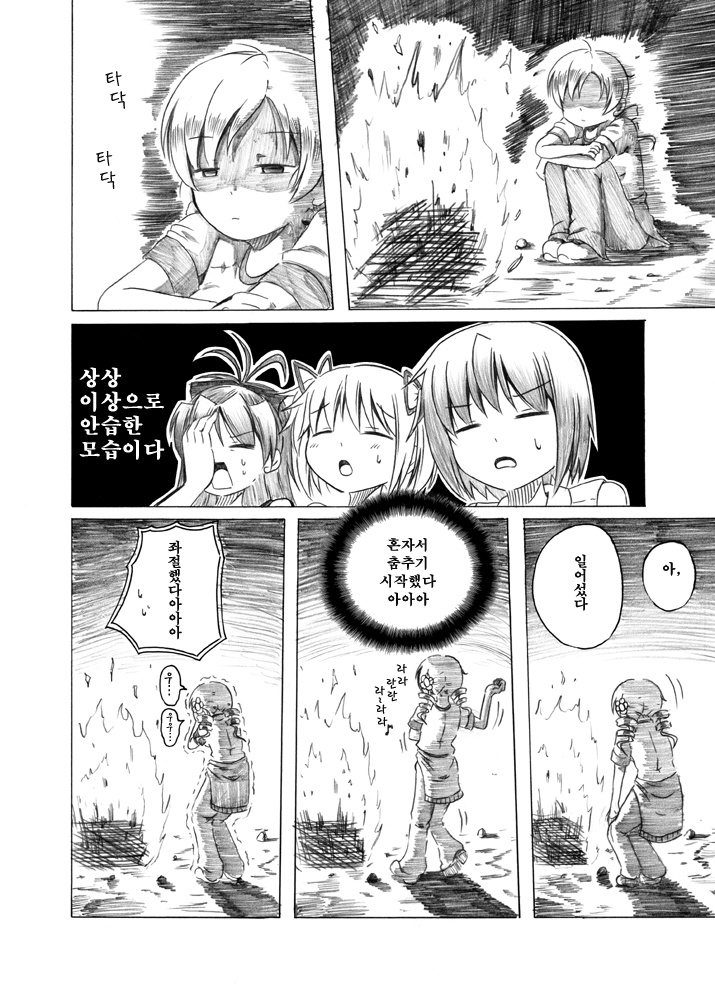 타
닥
타
닥
상상
이상으로
안습한
모습이다
아,
일어섰다
혼자서
춤추기
시작했다
아아아
라라
란란
라~라라
좌절했다아아아
우…
우우…